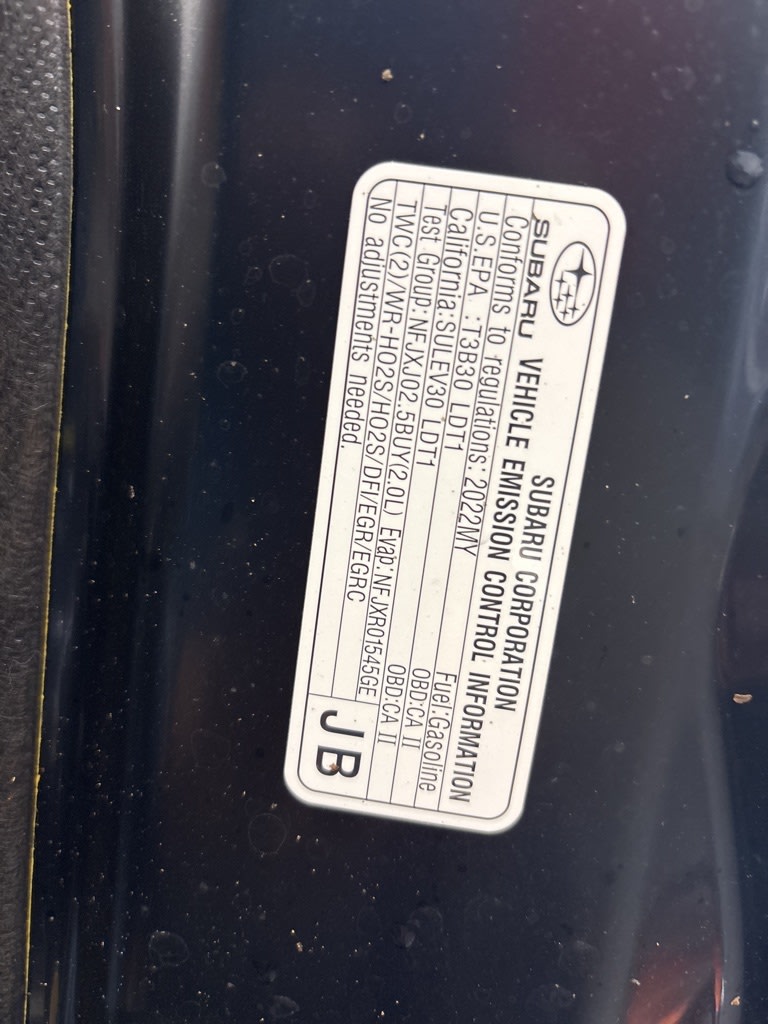 SUBARU CORPORATION
SUBARU VEHICLE EMISSION CONTROL INFORMATION
Conforms to regulations: 2022MY Fuel:Gasoline
U.S.EPA :T3B30 LDT1 OBD:CA II
California:SULEV30 LDT1 OBD:CA II
Test Group:NFJXJ02.5BUY(2.0L) Evap:NFJXR01545GE
TWC(2)/WR-HO2S/HO2S/DFI/EGR/EGRC
No adjustments needed.
JB